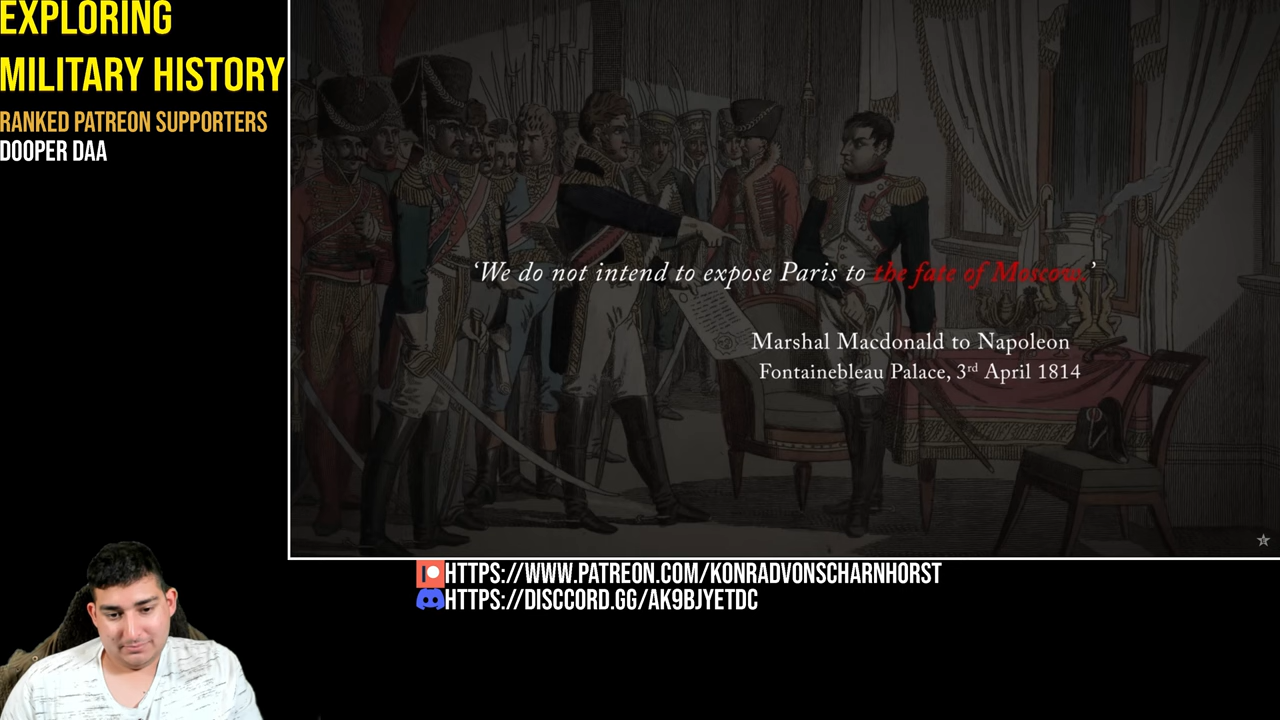 EXPLORING
MILITARY HISTORY
RANKED PATREON SUPPORTERS
DOOPER DAA
‘We do not intend to expose Paris to the fate of Moscow.’
Marshal Macdonald to Napoleon
Fontainebleau Palace, 3rd April 1814
HTTPS://WWW.PATREON.COM/KONRADVONSCHARNHORST
HTTPS://DISCCORD.GG/AK9BJYETDC